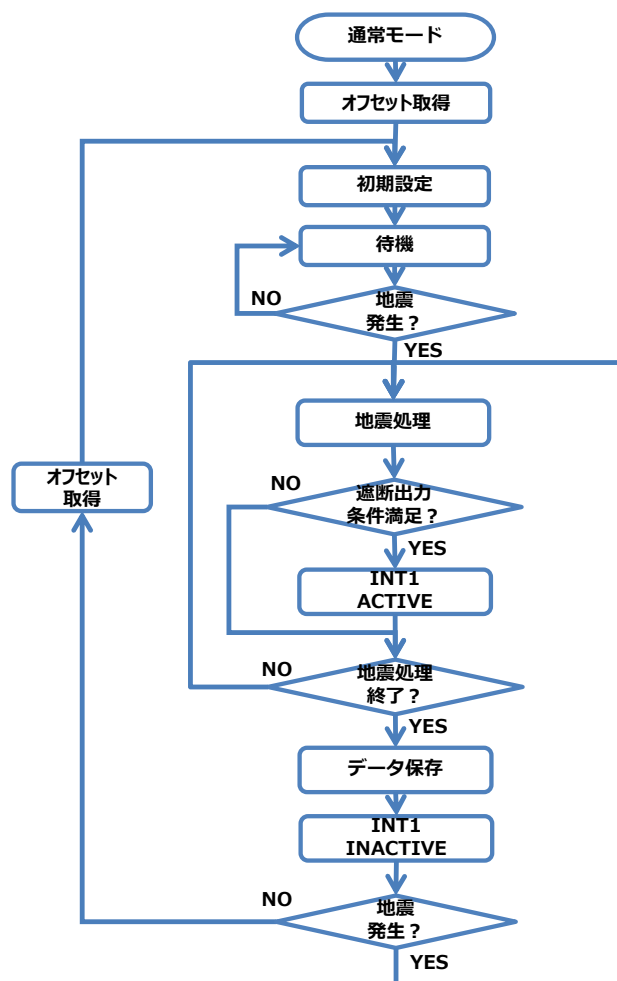 通常モード
オフセット取得
初期設定
待機
NO
地震
発生？
YES
地震処理
オフセット
取得
NO
遮断出力
条件満足？
YES
INT1
ACTIVE
NO
地震処理
終了？
YES
データ保存
INT1
INACTIVE
NO
地震
発生？
YES